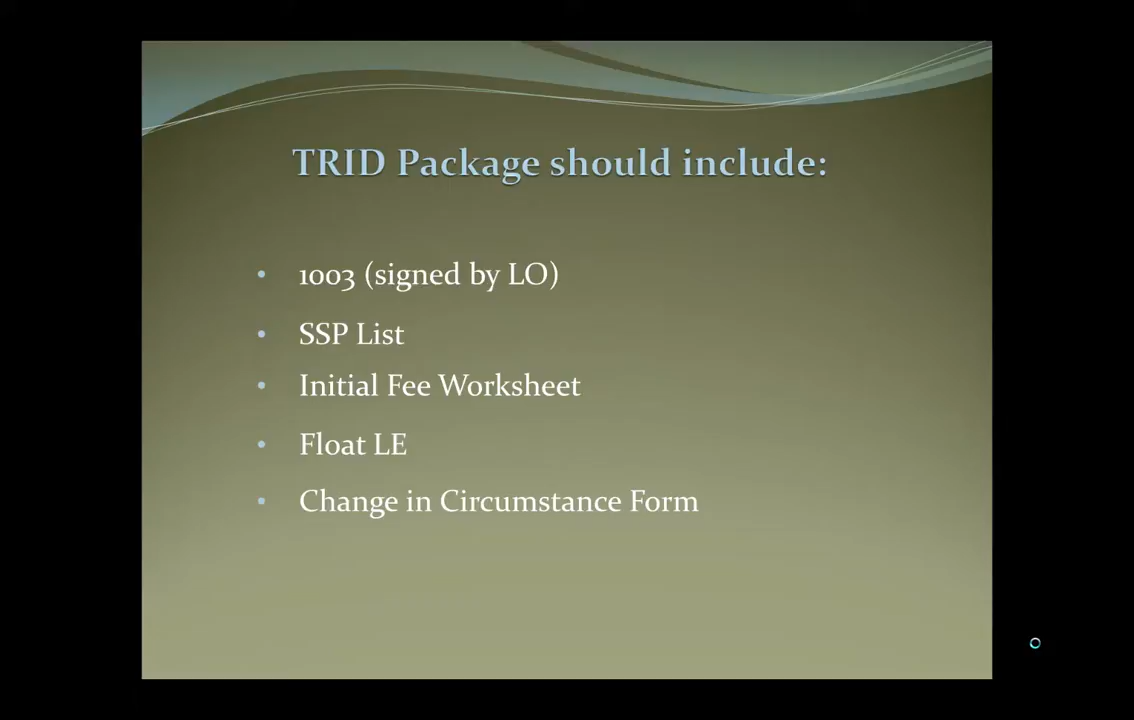 TRID Package should include:
• 1003 (signed by LO)
• SSP List
• Initial Fee Worksheet
• Float LE
• Change in Circumstance Form